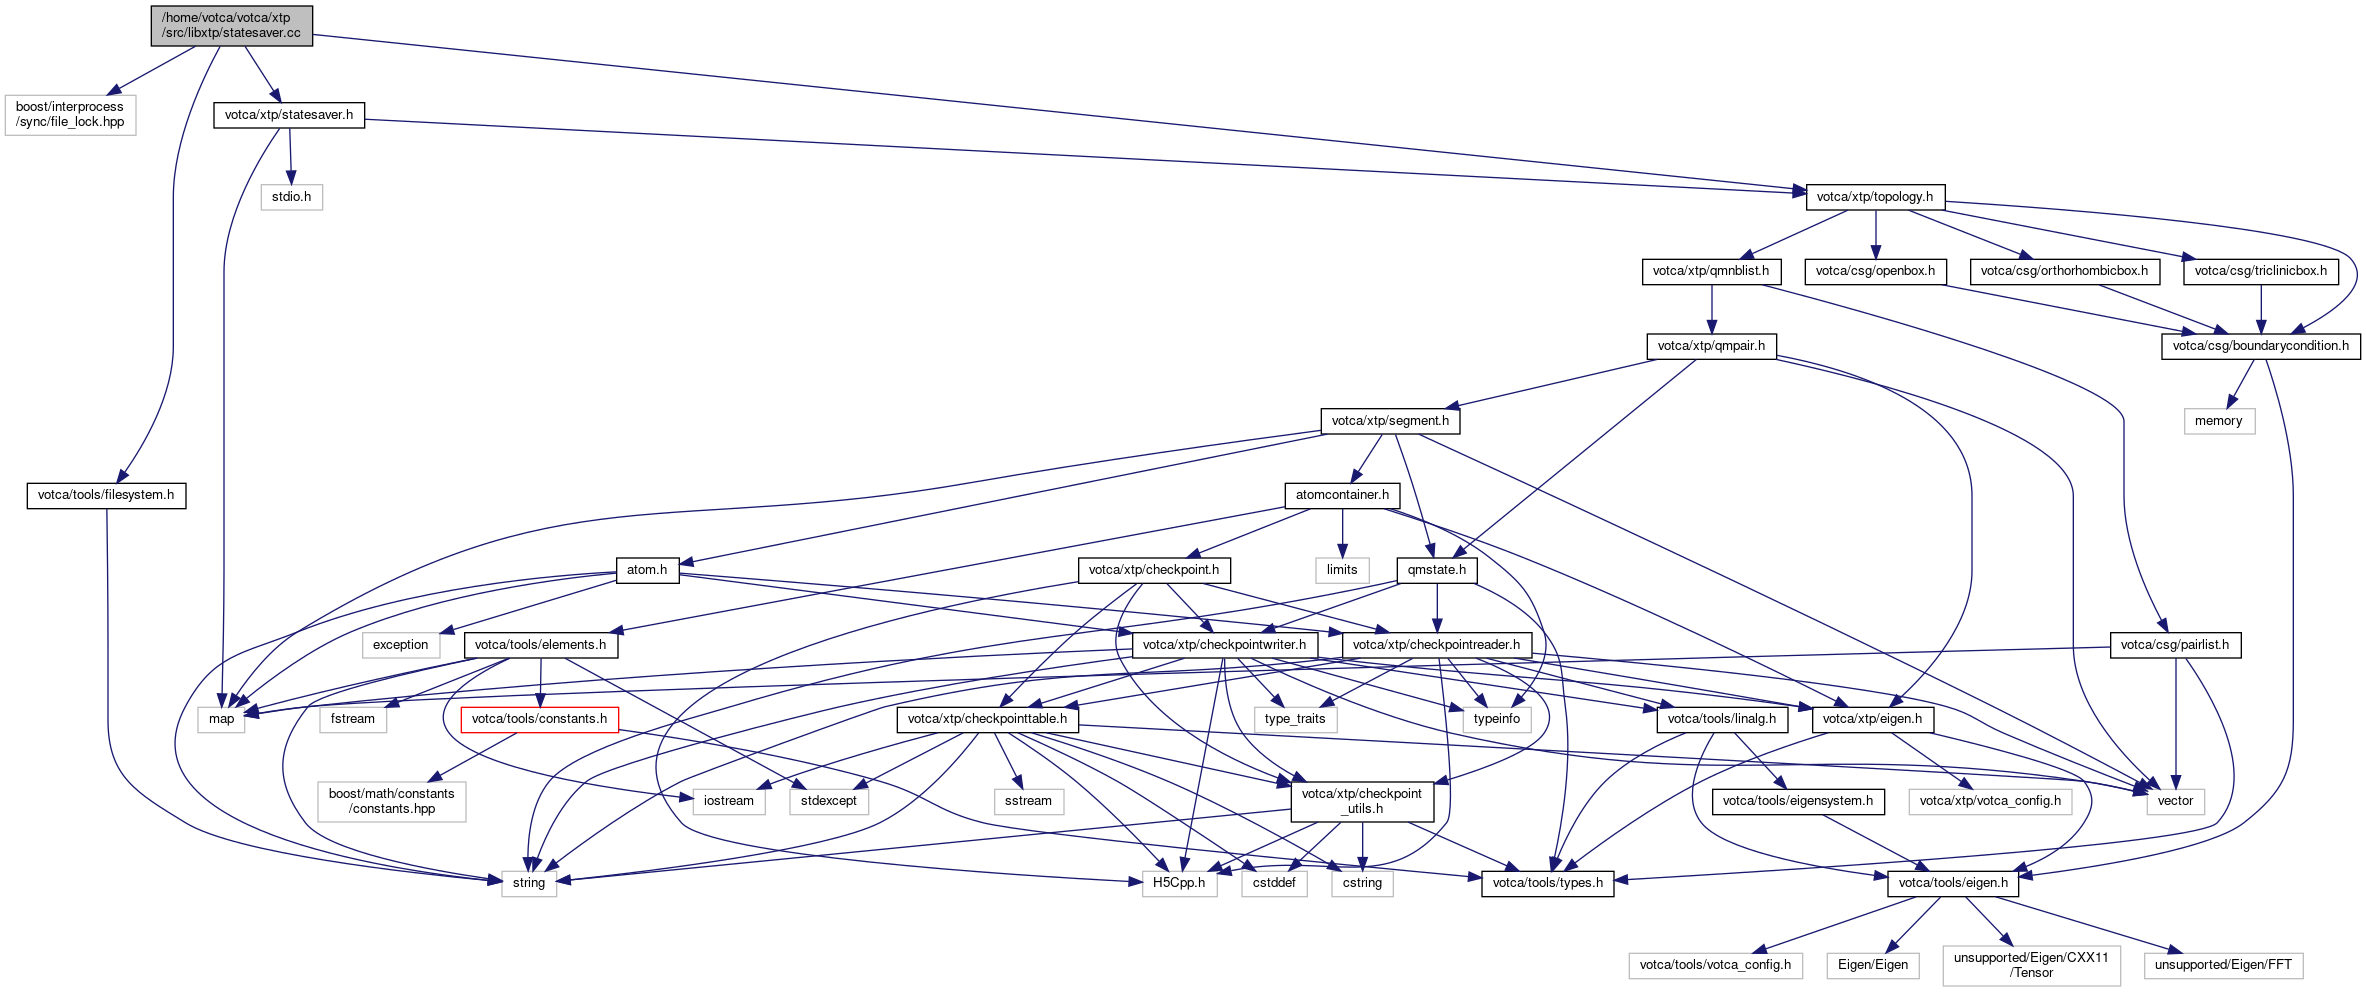 /home/votca/votca/xtp
/src/libxtp/statesaver.cc
boost/interprocess
/sync/file_lock.hpp
votca/xtp/statesaver.h
stdio.h
votca/xtp/topology.h
votca/xtp/qmnblist.h
votca/csg/openbox.h
votca/csg/orthorhombicbox.h
votca/csg/triclinicbox.h
votca/xtp/qmpair.h
votca/csg/boundarycondition.h
votca/xtp/segment.h
memory
votca/tools/filesystem.h
atomcontainer.h
atom.h
votca/xtp/checkpoint.h
limits
qmstate.h
exception
votca/tools/elements.h
votca/xtp/checkpointwriter.h
votca/xtp/checkpointreader.h
votca/csg/pairlist.h
map
fstream
votca/tools/constants.h
votca/xtp/checkpointtable.h
type_traits
typeinfo
votca/tools/linalg.h
votca/xtp/eigen.h
boost/math/constants
/constants.hpp
iostream
stdexcept
sstream
votca/xtp/checkpoint
_utils.h
votca/tools/eigensystem.h
votca/xtp/votca_config.h
vector
string
H5Cpp.h
cstddef
cstring
votca/tools/types.h
votca/tools/eigen.h
votca/tools/votca_config.h
Eigen/Eigen
unsupported/Eigen/CXX11
/Tensor
unsupported/Eigen/FFT